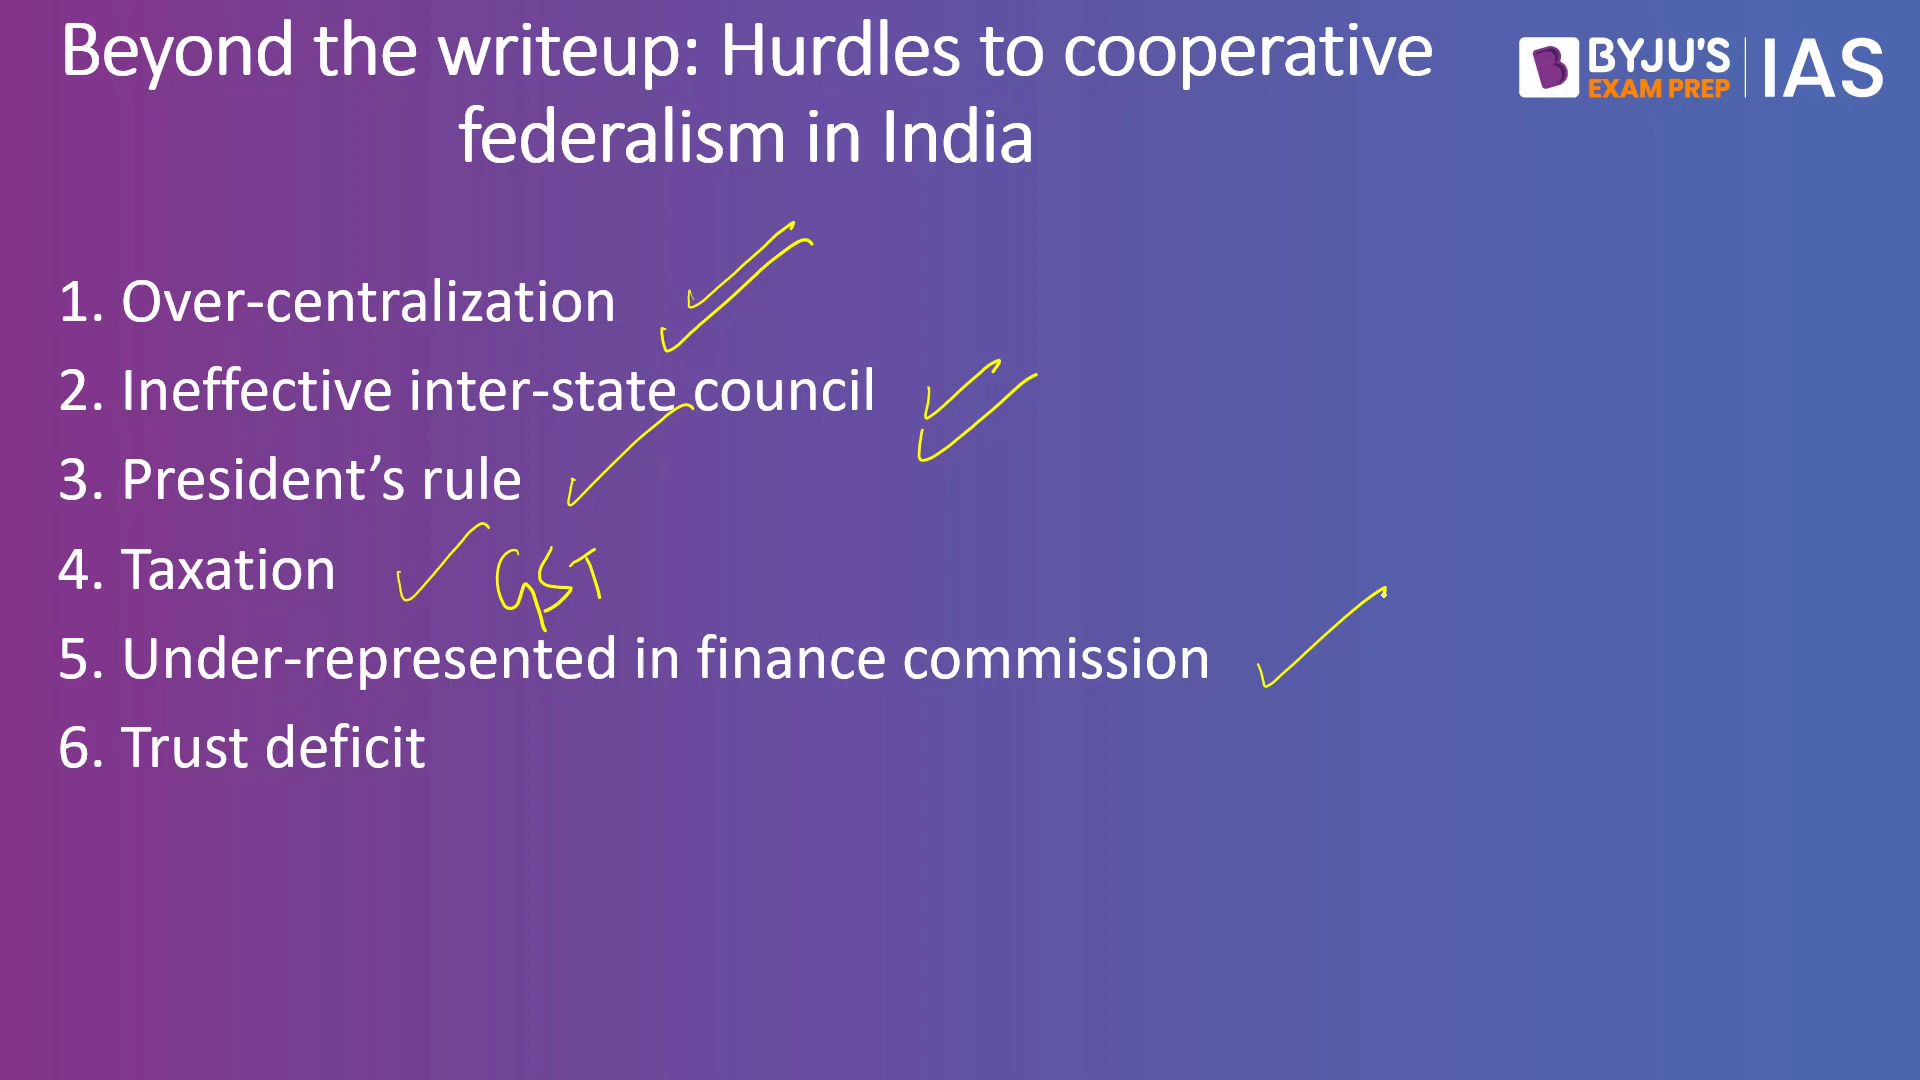 Beyond the writeup: Hurdles to cooperative
federalism in India
BYJU'S
EXAM PREP
IAS
1. Over-centralization
2. Ineffective inter-state council
3. President’s rule
4. Taxation
GST
5. Under-represented in finance commission
6. Trust deficit